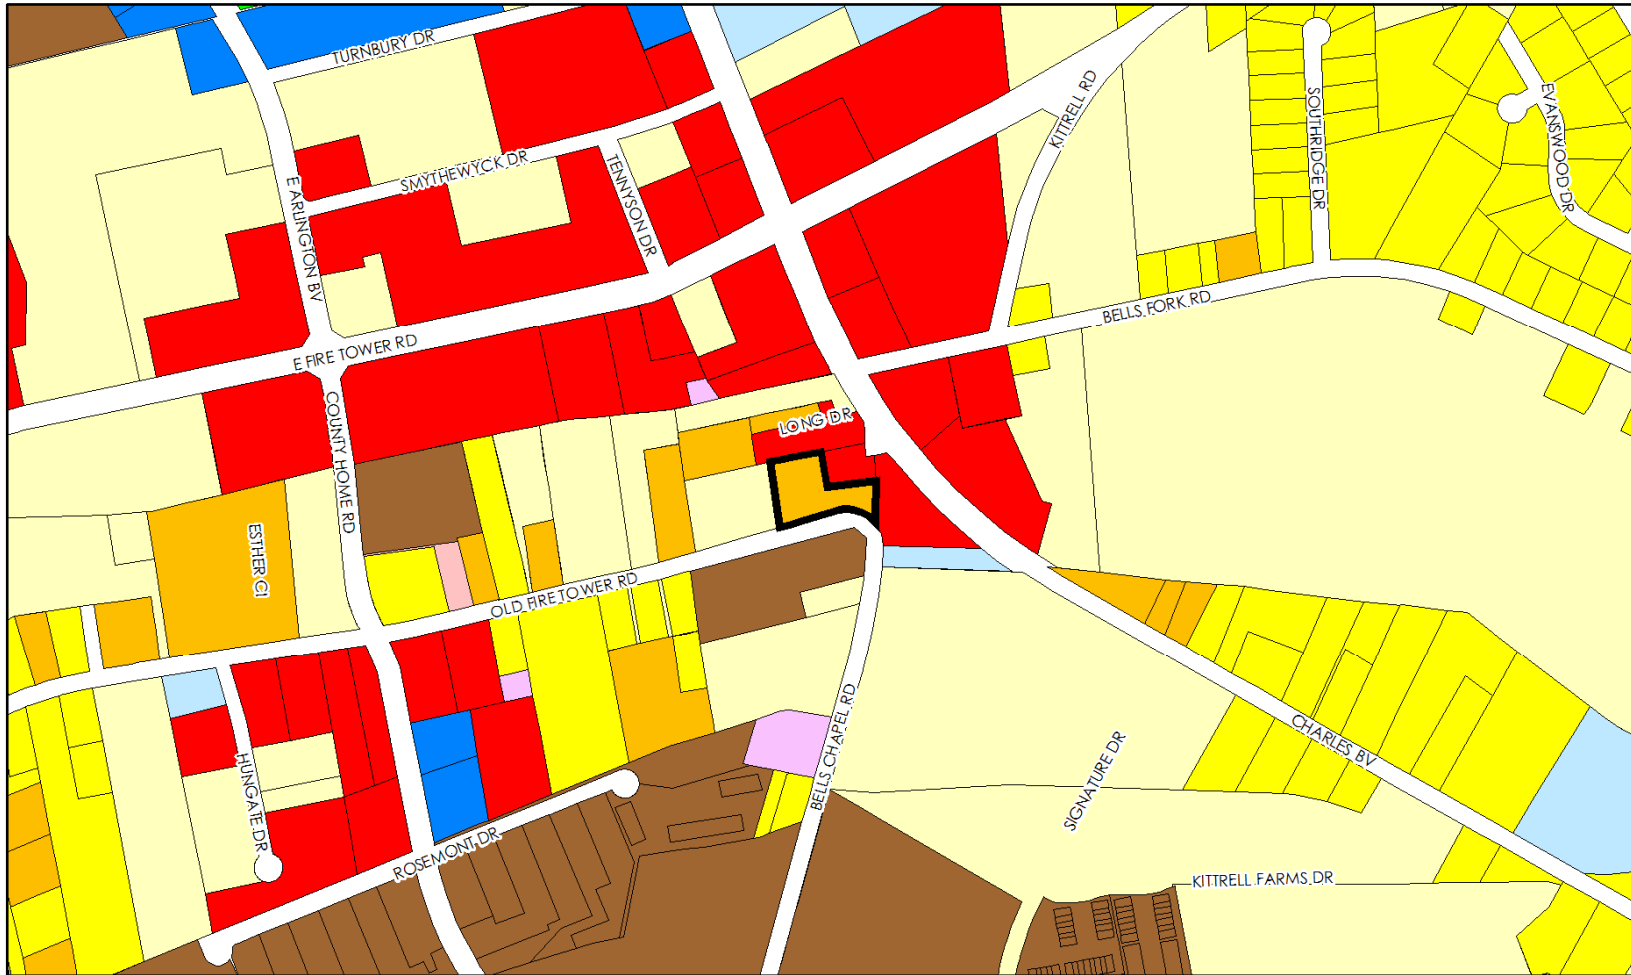 TURNBURY DR
KITTRELL RD
SOUTHRIDGE DR
EVANSWOOD DR
SMYTHEWYCK DR
TENNYSON DR
E ARLINGTON BV
BELLS FORK RD
E FIRE TOWER RD
COUNTY HOME RD
LONG DR
ESTHER CI
OLD FIRE TOWER RD
BELLS CHAPEL RD
CHARLES BV
SIGNATURE DR
HUNGATE DR
ROSEMONT DR
KITTRELL FARMS DR